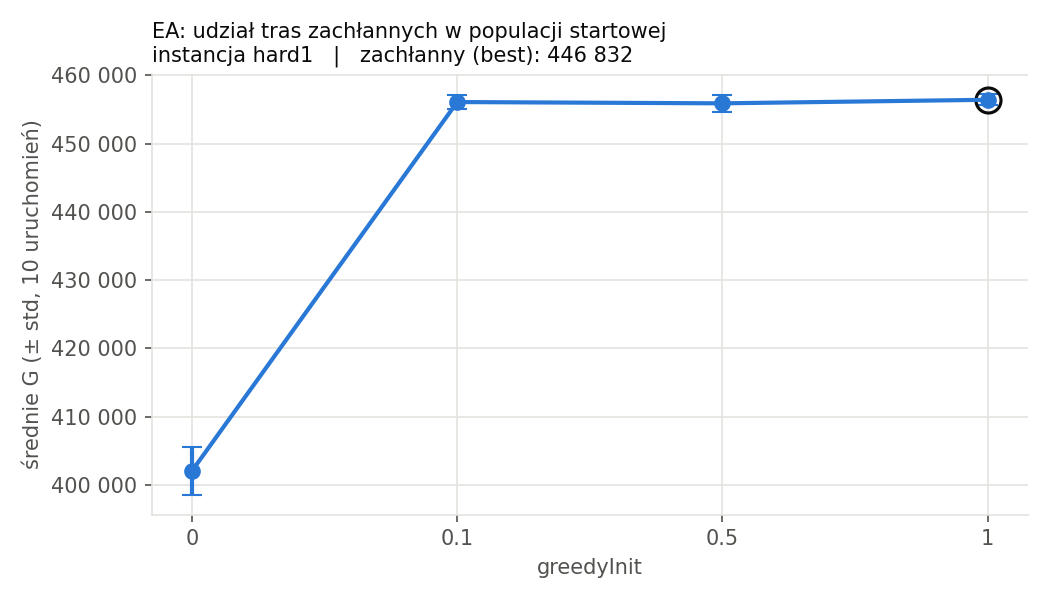 EA: udział tras zachłannych w populacji startowej
instancja hard1 | zachłanny (best): 446 832
średnie G (± std, 10 uruchomień)
460 000
450 000
440 000
430 000
420 000
410 000
400 000
0
0.1
0.5
1
greedyInit